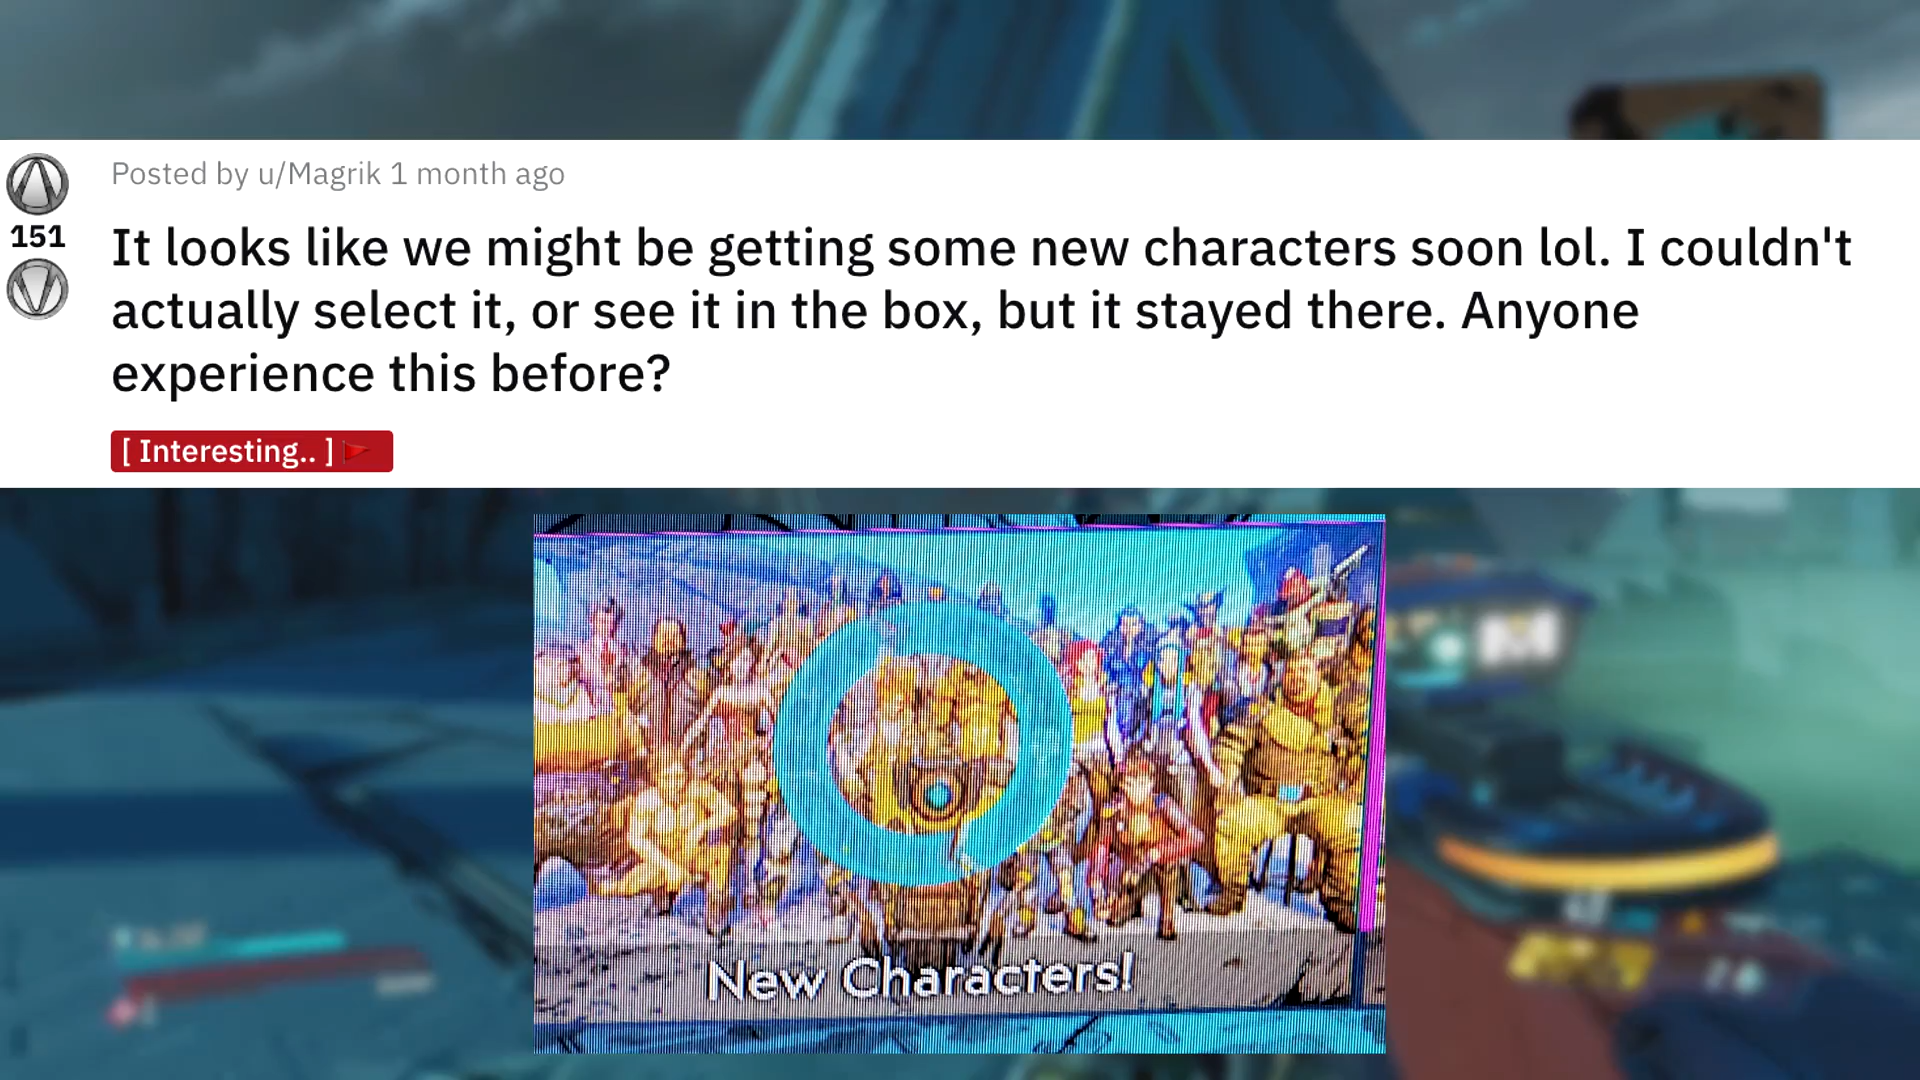 Posted by u/Magrik 1 month ago
151
It looks like we might be getting some new characters soon lol. I couldn't
actually select it, or see it in the box, but it stayed there. Anyone
experience this before?
[ Interesting.. ]
New Characters!